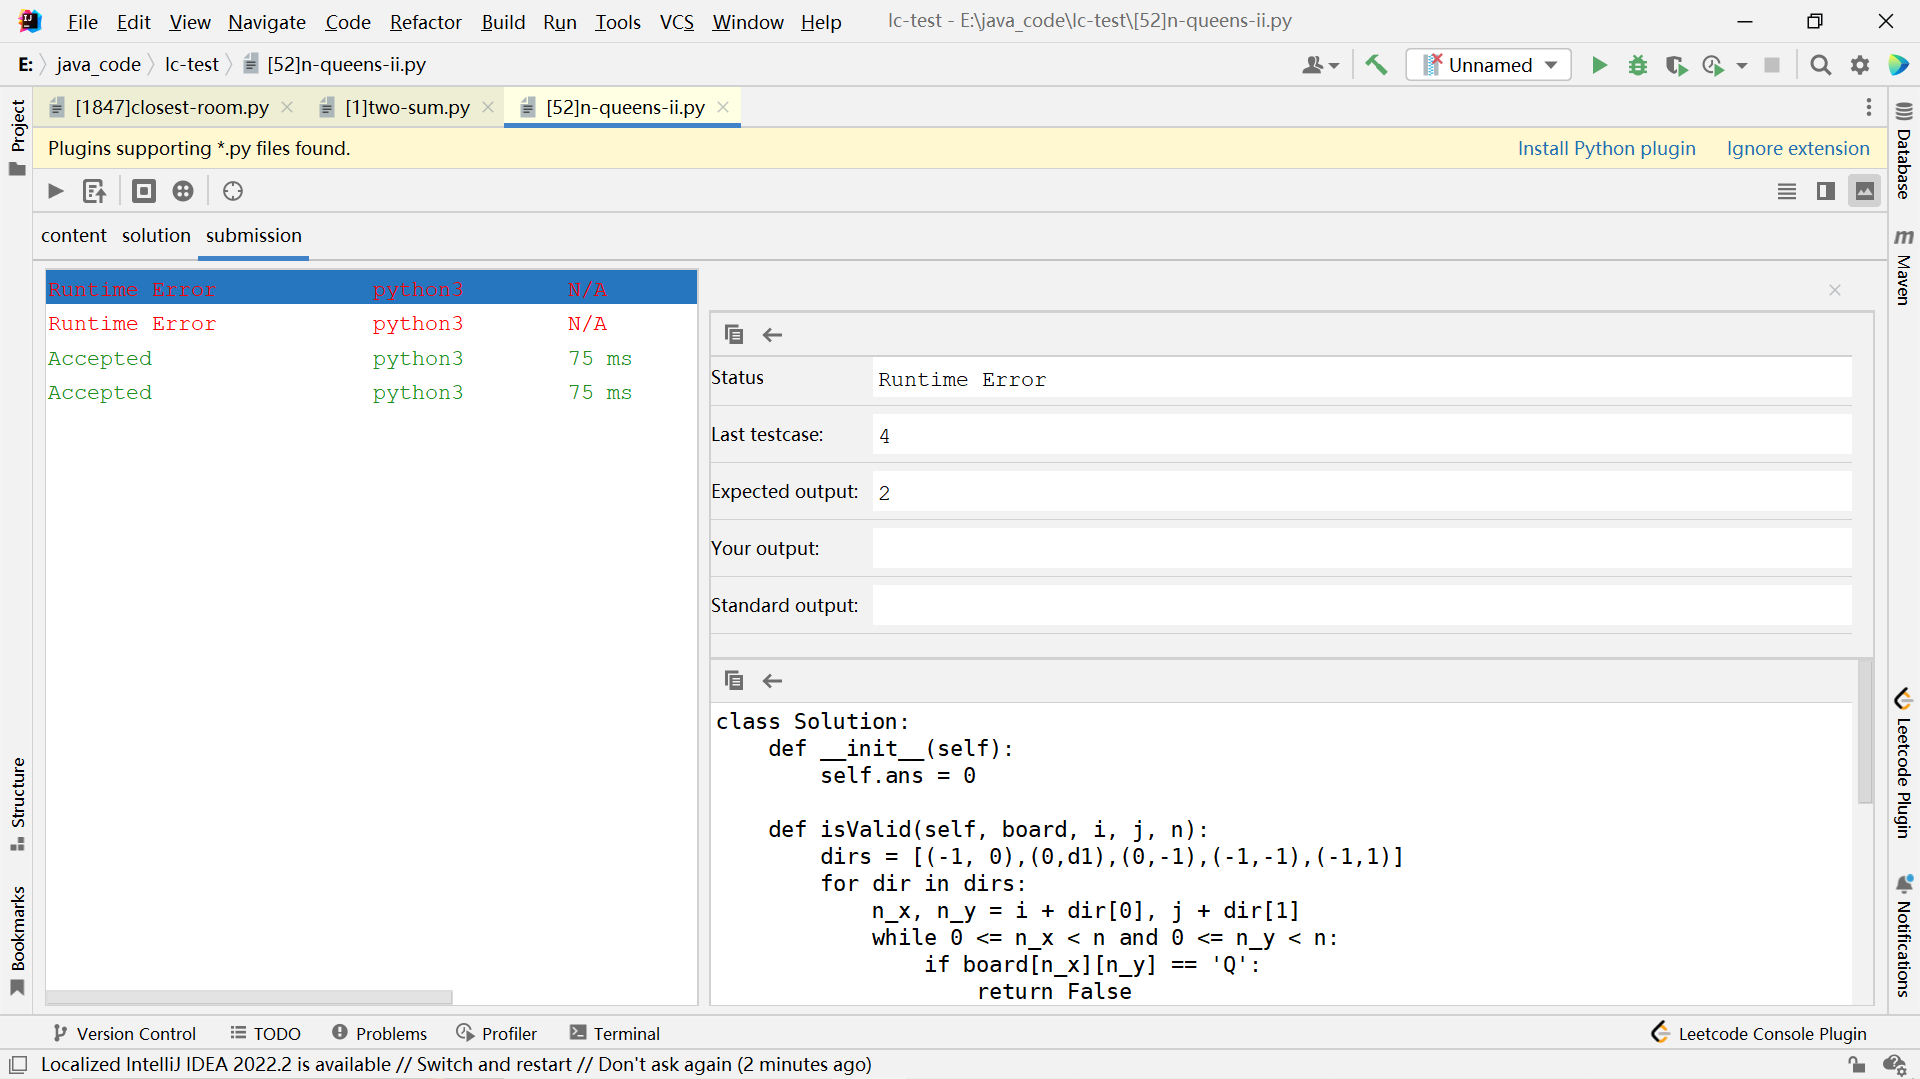 File Edit View Navigate Code Refactor Build Run Tools VCS Window Help lc-test - E:\java_code\lc-test\[52]n-queens-ii.py
E: java_code lc-test [52]n-queens-ii.py
Unnamed
[1847]closest-room.py [1]two-sum.py [52]n-queens-ii.py
Plugins supporting *.py files found. Install Python plugin Ignore extension
content solution submission
Runtime Error python3 N/A
Runtime Error python3 N/A
Accepted python3 75 ms
Accepted python3 75 ms
Status Runtime Error
Last testcase: 4
Expected output: 2
Your output:
Standard output:
class Solution:
    def __init__(self):
        self.ans = 0
    def isValid(self, board, i, j, n):
        dirs = [(-1, 0),(0,d1),(0,-1),(-1,-1),(-1,1)]
        for dir in dirs:
            n_x, n_y = i + dir[0], j + dir[1]
            while 0 <= n_x < n and 0 <= n_y < n:
                if board[n_x][n_y] == 'Q':
                    return False
Project
Structure
Bookmarks
Database
m
Maven
Leetcode Plugin
Notifications
Version Control TODO Problems Profiler Terminal Leetcode Console Plugin
Localized IntelliJ IDEA 2022.2 is available // Switch and restart // Don't ask again (2 minutes ago)